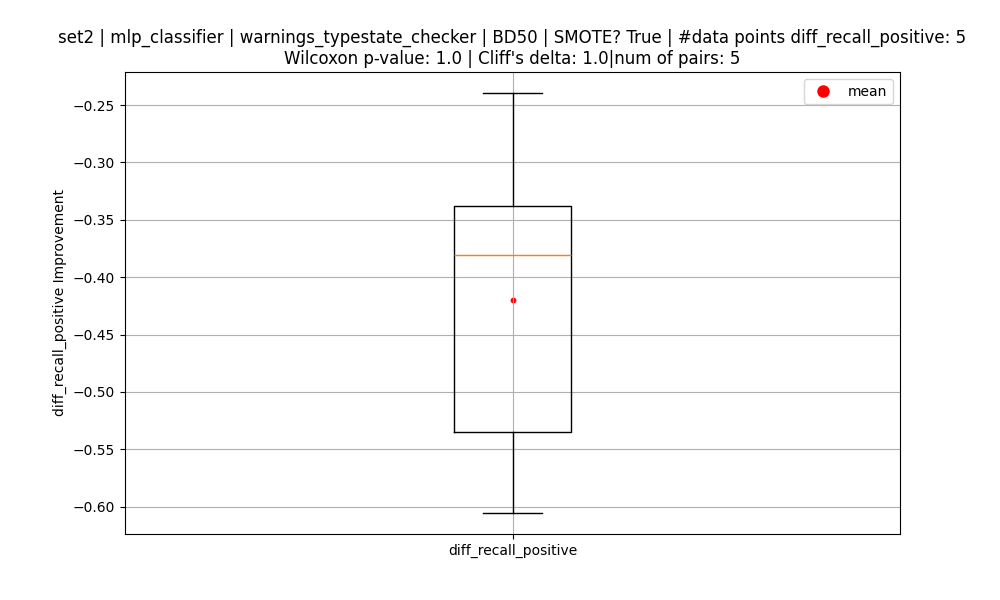 set2 | mlp_classifier | warnings_typestate_checker | BD50 | SMOTE? True | #data points diff_recall_positive: 5
Wilcoxon p-value: 1.0 | Cliff's delta: 1.0|num of pairs: 5
mean
−0.25
−0.30
−0.35
−0.40
−0.45
−0.50
−0.55
−0.60
diff_recall_positive Improvement
diff_recall_positive